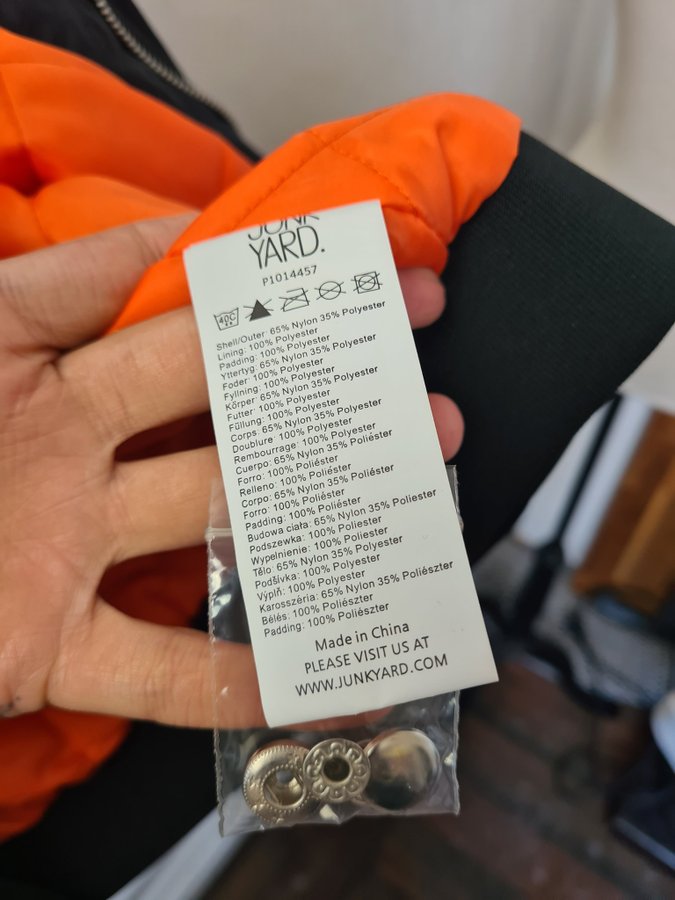 JUNK
YARD.
P1014457
40C
Shell/Outer: 65% Nylon 35% Polyester
Lining: 100% Polyester
Padding: 100% Polyester
Yttertyg: 65% Nylon 35% Polyester
Foder: 100% Polyester
Fyllning: 100% Polyester
Körper: 65% Nylon 35% Polyester
Futter: 100% Polyester
Füllung: 100% Polyester
Corps: 65% Nylon 35% Polyester
Doublure: 100% Polyester
Rembourrage: 100% Polyester
Cuerpo: 65% Nylon 35% Poliéster
Forro: 100% Poliéster
Relleno: 100% Poliéster
Corpo: 65% Nylon 35% Poliéster
Forro: 100% Poliéster
Padding: 100% Poliéster
Budowa ciała: 65% Nylon 35% Poliester
Podszewka: 100% Poliester
Wypełnienie: 100% Poliester
Tělo: 65% Nylon 35% Polyester
Podšívka: 100% Polyester
Výplň: 100% Polyester
Karosszéria: 65% Nylon 35% Poliészter
Bélés: 100% Poliészter
Padding: 100% Poliészter
Made in China
PLEASE VISIT US AT
WWW.JUNKYARD.COM